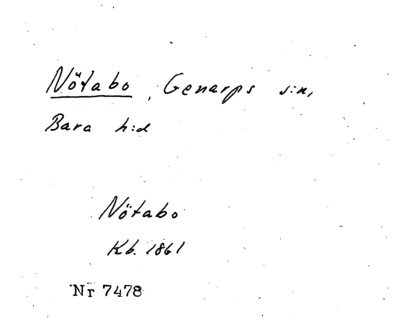 Nötabo, Genarps s:n,
Bara h:d
Nötabo
Kb. 1861
Nr 7478